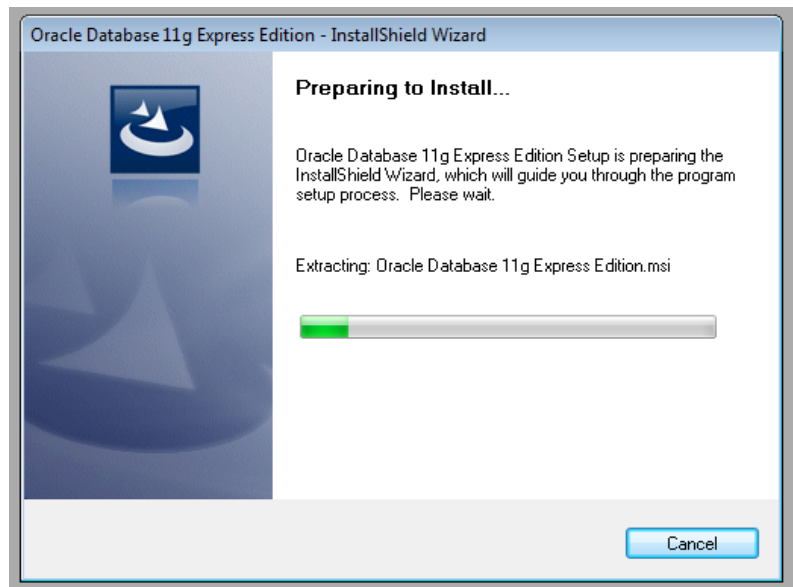 Oracle Database 11g Express Edition - InstallShield Wizard
Preparing to Install...
Oracle Database 11g Express Edition Setup is preparing the
InstallShield Wizard, which will guide you through the program
setup process.  Please wait.
Extracting: Oracle Database 11g Express Edition.msi
Cancel